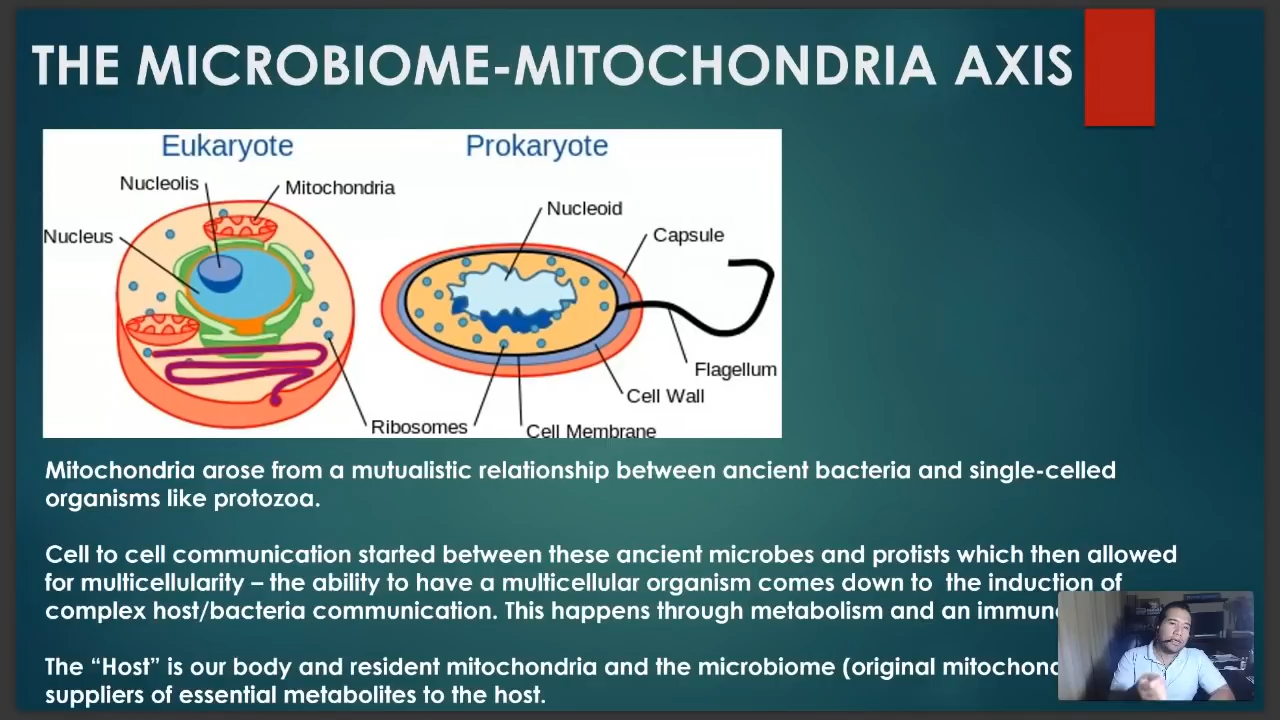 THE MICROBIOME-MITOCHONDRIA AXIS
Eukaryote
Prokaryote
Nucleolis
Mitochondria
Nucleus
Nucleoid
Capsule
Flagellum
Cell Wall
Ribosomes
Cell Membrane
Mitochondria arose from a mutualistic relationship between ancient bacteria and single-celled
organisms like protozoa.
Cell to cell communication started between these ancient microbes and protists which then allowed
for multicellularity – the ability to have a multicellular organism comes down to the induction of
complex host/bacteria communication. This happens through metabolism and an
The “Host” is our body and resident mitochondria and the microbiome (original
suppliers of essential metabolites to the host.